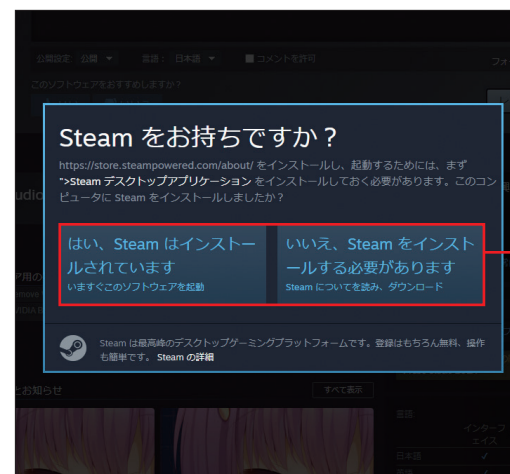 公開設定: 公開 ▼ 言語: 日本語 ▼ コメントを許可
このソフトウェアをおすすめしますか?
Steam をお持ちですか?
https://store.steampowered.com/about/ をインストールし、起動するためには、まず
">Steam デスクトップアプリケーション をインストールしておく必要があります。このコン
ピュータに Steam をインストールしましたか?
はい、Steam はインストー
ルされています
いますぐこのソフトウェアを起動
いいえ、Steam をインスト
ールする必要があります
Steam についてを読み、ダウンロード
Steam は最高峰のデスクトップゲーミングプラットフォームです。登録はもちろん無料、操作
も簡単です。 Steam の詳細
とお知らせ
すべて表示
言語:
インターフ
ェイス
日本語 ✓